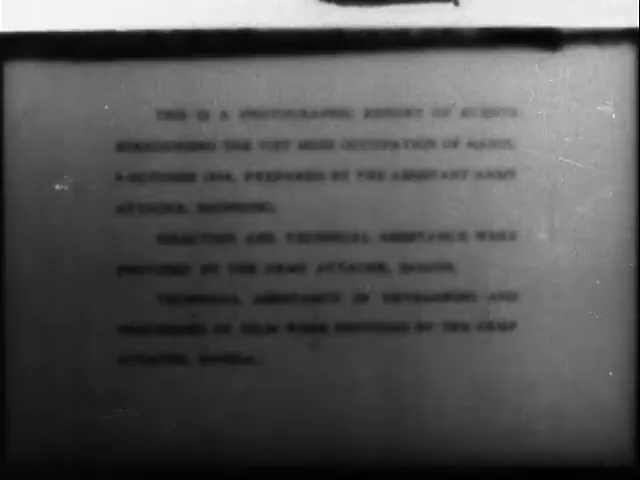 THIS IS A PHOTOGRAPHIC REPORT OF EVENTS
SURROUNDING THE VIET MINH OCCUPATION OF HANOI,
9 OCTOBER 1954, PREPARED BY THE ASSISTANT ARMY
ATTACHE,
DIRECTION AND TECHNICAL ASSISTANCE WERE
PROVIDED BY THE ARMY ATTACHE, SAIGON.
TECHNICAL ASSISTANCE IN AND
PROCESSING OF FILM WERE PROVIDED BY THE ARMY
ATTACHE, MANILA.